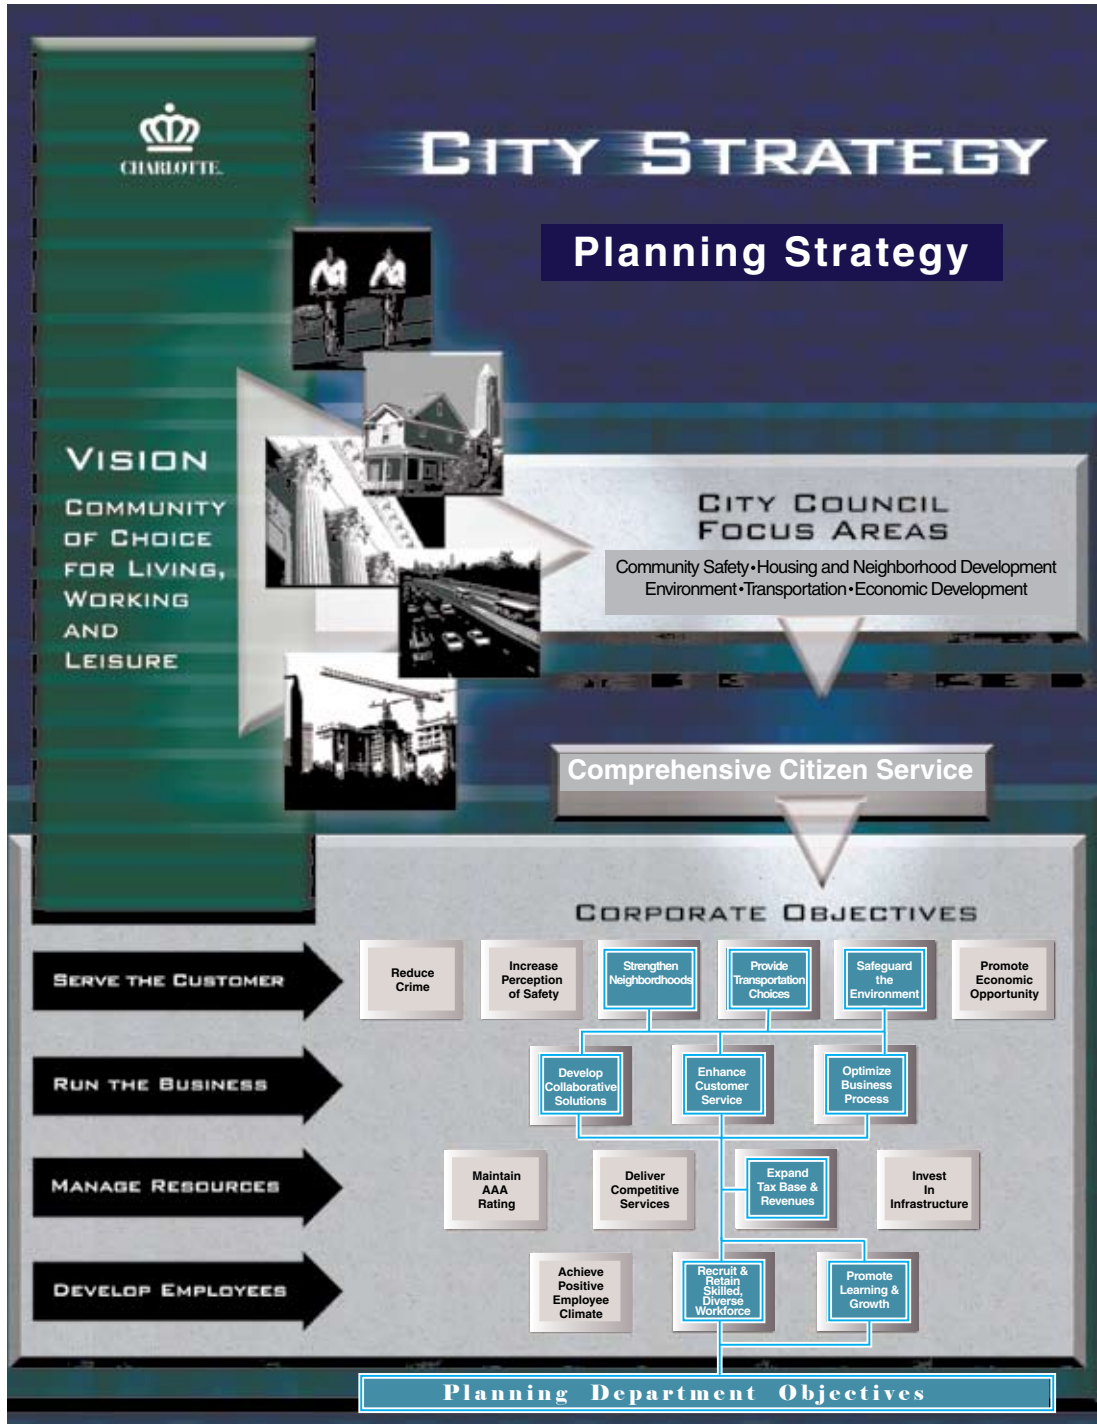 CHARLOTTE.
CITY STRATEGY
Planning Strategy
VISION
COMMUNITY
OF CHOICE
FOR LIVING,
WORKING
AND
LEISURE
CITY COUNCIL
FOCUS AREAS
Community Safety•Housing and Neighborhood Development
Environment•Transportation•Economic Development
Comprehensive Citizen Service
CORPORATE OBJECTIVES
SERVE THE CUSTOMER
Reduce
Crime
Increase
Perception
of Safety
Strengthen
Neighbordhoods
Provide
Transportation
Choices
Safeguard
the
Environment
Promote
Economic
Opportunity
RUN THE BUSINESS
Develop
Collaborative
Solutions
Enhance
Customer
Service
Optimize
Business
Process
MANAGE RESOURCES
Maintain
AAA
Rating
Deliver
Competitive
Services
Expand
Tax Base &
Revenues
Invest
In
Infrastructure
DEVELOP EMPLOYEES
Achieve
Positive
Employee
Climate
Recruit &
Retain
Skilled,
Diverse
Workforce
Promote
Learning &
Growth
Planning Department Objectives